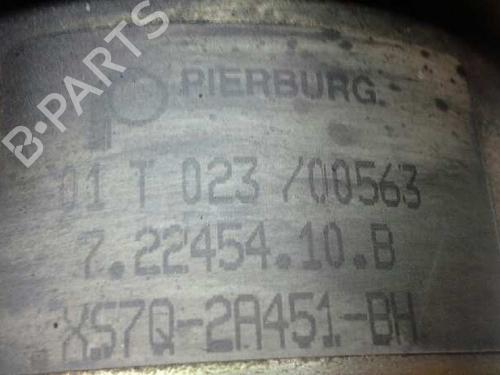 PIERBURG.
B-PARTS
01 T 023 /00563
7.22454.10.B
XS7Q-2A451-BH